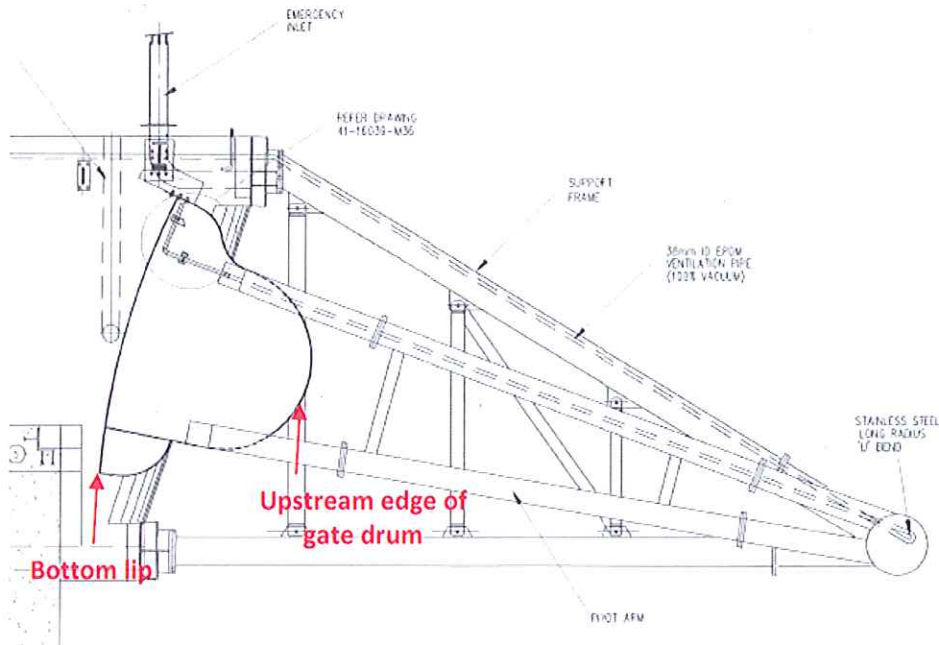 EMERGENCY
INLET
REFER DRAWING
41-16039-M36
SUPPORT
FRAME
38mm ID EPDM
VENTILATION PIPE
(100% VACUUM)
STAINLESS STEEL
LONG RADIUS
'U' BEND
Upstream edge of
gate drum
Bottom lip
PIVOT ARM